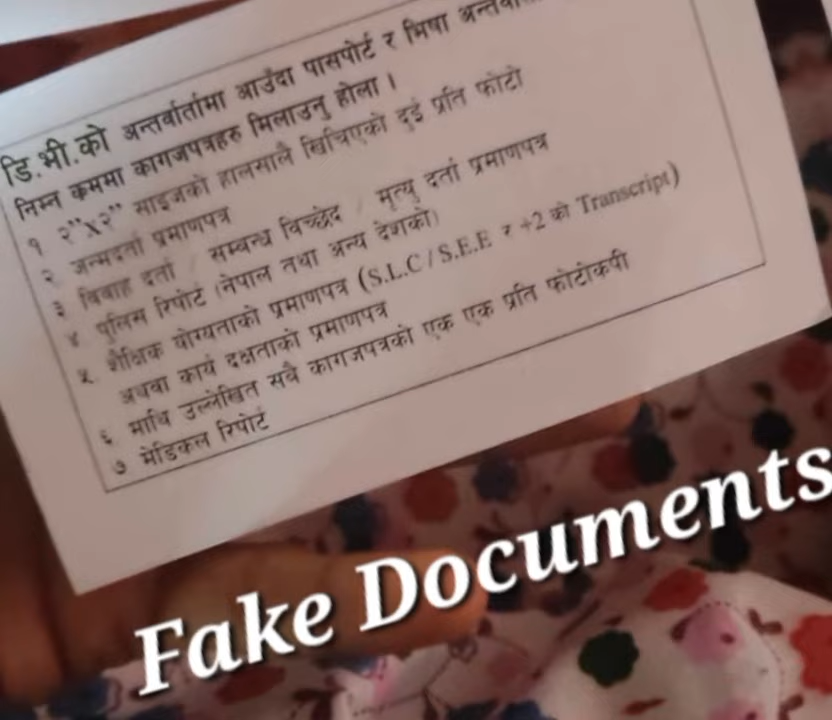 डि.भी.को अन्तर्वार्तामा आउँदा पासपोर्ट र भिषा
निम्न क्रममा कागजपत्रहरु मिलाउनु होला ।
१ २”x२” साइजको हालसालै खिचिएको दुई प्रति फोटो
२ जन्मदर्ता प्रमाणपत्र
३ विवाह दर्ता / सम्बन्ध विच्छेद / मृत्यु दर्ता प्रमाणपत्र
४ पुलिस रिपोर्ट (नेपाल तथा अन्य देशको)
५ शैक्षिक योग्यताको प्रमाणपत्र (S.L.C / S.E.E र +2 को Transcript)
अथवा कार्य दक्षताको प्रमाणपत्र
६ माथि उल्लेखित सबै कागजपत्रको एक एक प्रति फोटोकपी
७ मेडिकल रिपोर्ट
Fake Documents